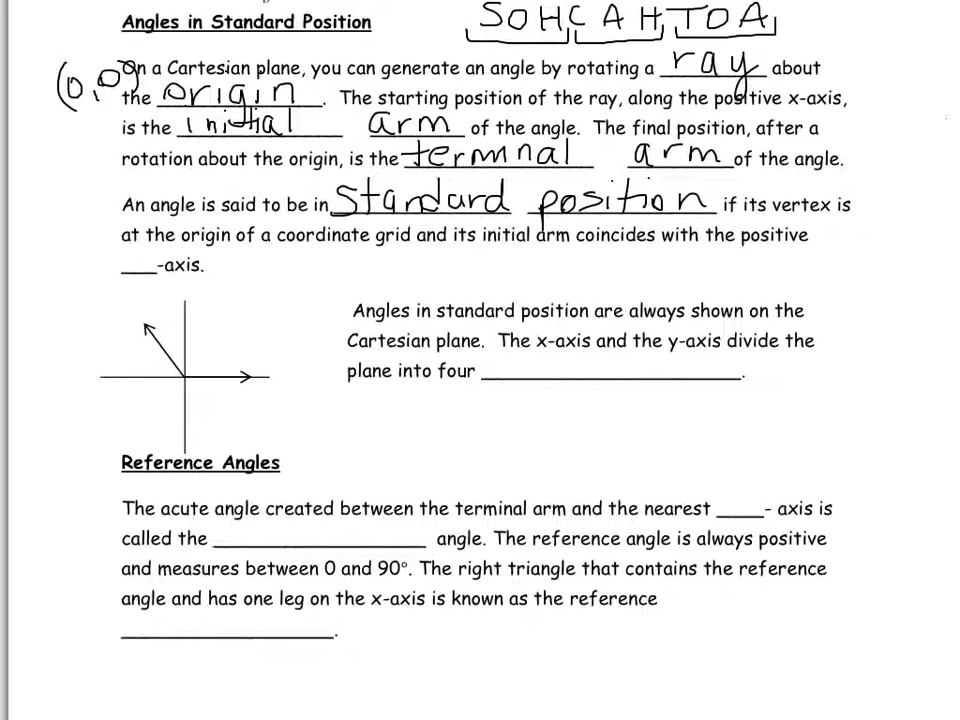 Angles in Standard Position SOHCAHTOA
(0,0) On a Cartesian plane, you can generate an angle by rotating a ray about
the origin. The starting position of the ray, along the positive x-axis,
is the initial arm of the angle. The final position, after a
rotation about the origin, is the terminal arm of the angle.
An angle is said to be in standard position if its vertex is
at the origin of a coordinate grid and its initial arm coincides with the positive
____-axis.
Angles in standard position are always shown on the
Cartesian plane. The x-axis and the y-axis divide the
plane into four ____________________________.
Reference Angles
The acute angle created between the terminal arm and the nearest _____- axis is
called the ______________________ angle. The reference angle is always positive
and measures between 0 and 90°. The right triangle that contains the reference
angle and has one leg on the x-axis is known as the reference
______________________.